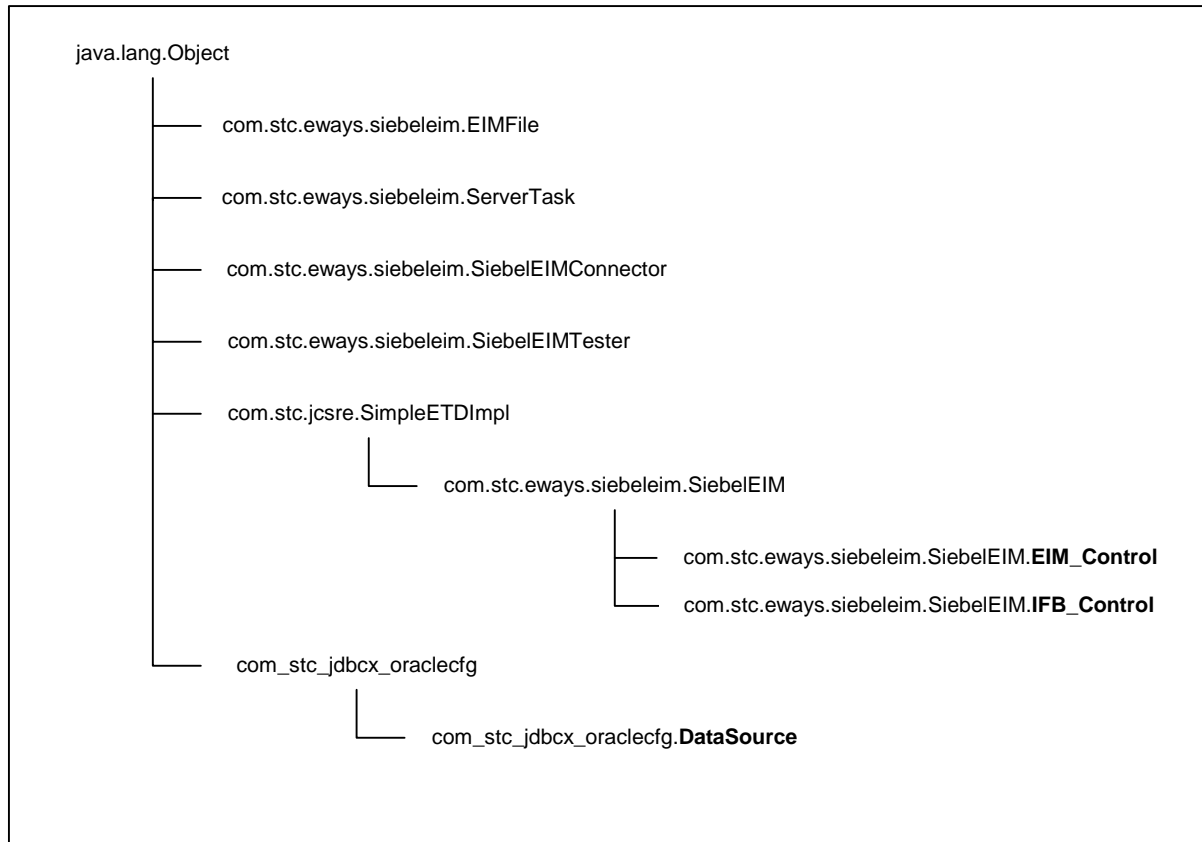 java.lang.Object
com.stc.eways.siebeleim.EIMFile
com.stc.eways.siebeleim.ServerTask
com.stc.eways.siebeleim.SiebelEIMConnector
com.stc.eways.siebeleim.SiebelEIMTester
com.stc.jcsre.SimpleETDImpl
com.stc.eways.siebeleim.SiebelEIM
com.stc.eways.siebeleim.SiebelEIM.EIM_Control
com.stc.eways.siebeleim.SiebelEIM.IFB_Control
com_stc_jdbcx_oraclecfg
com_stc_jdbcx_oraclecfg.DataSource